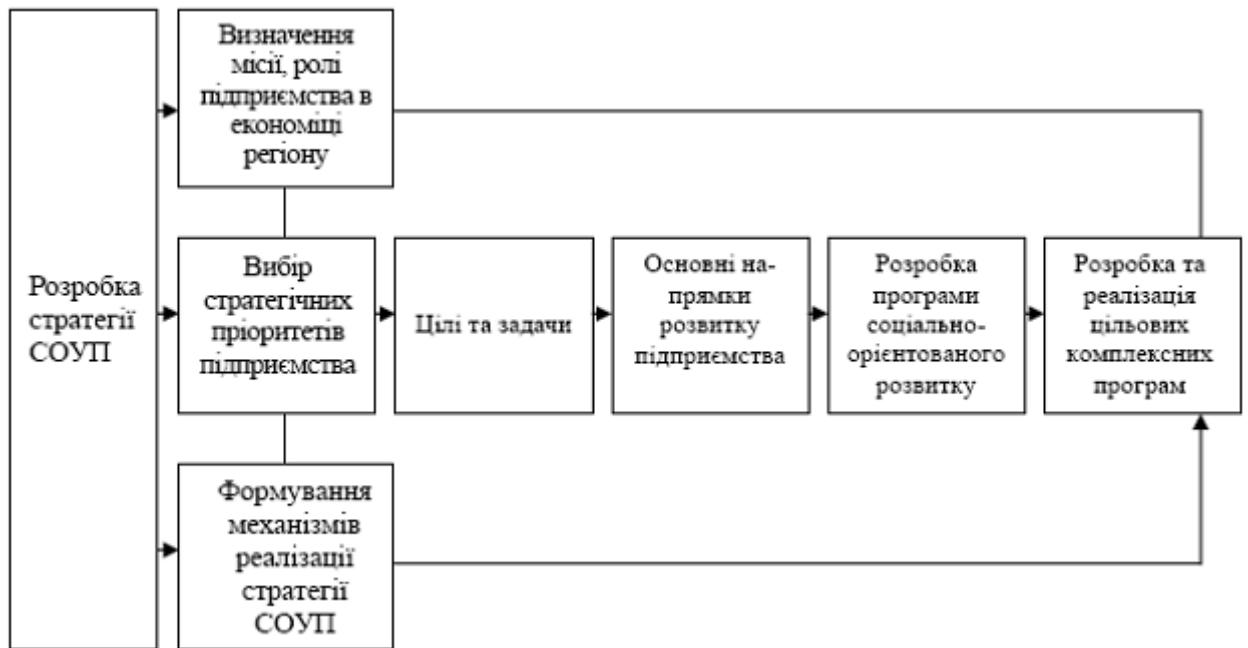 Розробка
стратегії
СОУП
Визначення
місії, ролі
підприємства в
економіці
регіону
Вибір
стратегічних
пріоритетів
підприємства
Цілі та задачи
Основні на-
прямки
розвитку
підприємства
Розробка
програми
соціально-
орієнтованого
розвитку
Розробка та
реалізація
цільових
комплексних
програм
Формування
механізмів
реалізації
стратегії
СОУП